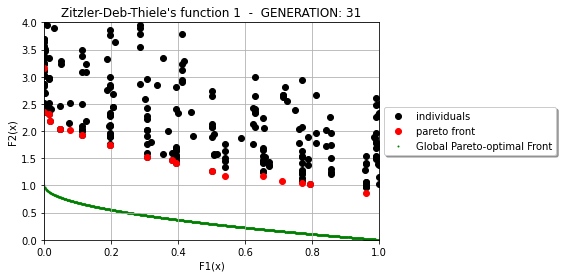 Zitzler-Deb-Thiele's function 1 - GENERATION: 31
4.0
3.5
3.0
2.5
2.0
1.5
1.0
0.5
0.0
F2(x)
0.0 0.2 0.4 0.6 0.8 1.0
F1(x)
individuals
pareto front
Global Pareto-optimal Front